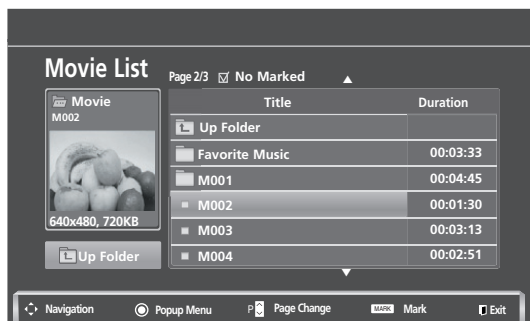 Movie List
Page 2/3 No Marked
Movie
M002
640x480, 720KB
Up Folder
Title Duration
Up Folder
Favorite Music 00:03:33
M001 00:04:45
M002 00:01:30
M003 00:03:13
M004 00:02:51
Navigation Popup Menu P Page Change MARK Mark Exit